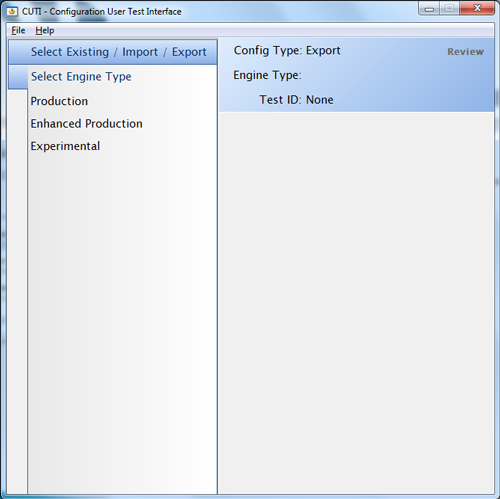 CUTI - Configuration User Test Interface
File Help
Select Existing / Import / Export
Select Engine Type
Production
Enhanced Production
Experimental
Config Type: Export
Review
Engine Type:
Test ID: None